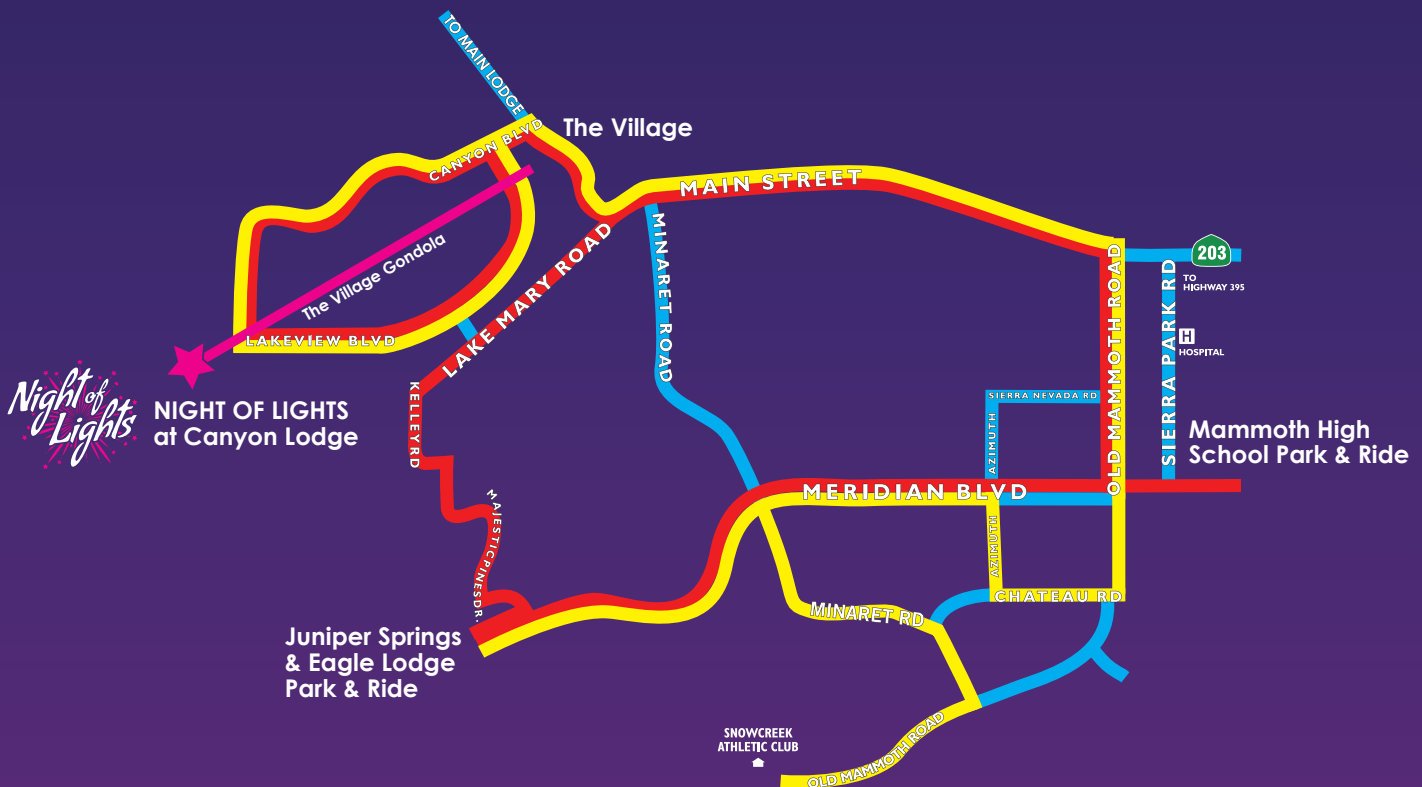 TO MAIN LODGE
The Village
CANYON BLVD
MAIN STREET
MINARET ROAD
LAKE MARY ROAD
The Village Gondola
LAKEVIEW BLVD
203
TO
HIGHWAY 395
OLD MAMMOTH ROAD
SIERRA PARK RD
H
HOSPITAL
Night of
Lights
NIGHT OF LIGHTS
at Canyon Lodge
KELLEY RD
SIERRA NEVADA RD
AZIMUTH
Mammoth High
School Park & Ride
MERIDIAN BLVD
MAJESTIC PINES DR.
AZIMUTH
CHATEAU RD
MINARET RD
Juniper Springs
& Eagle Lodge
Park & Ride
SNOWCREEK
ATHLETIC CLUB
OLD MAMMOTH ROAD